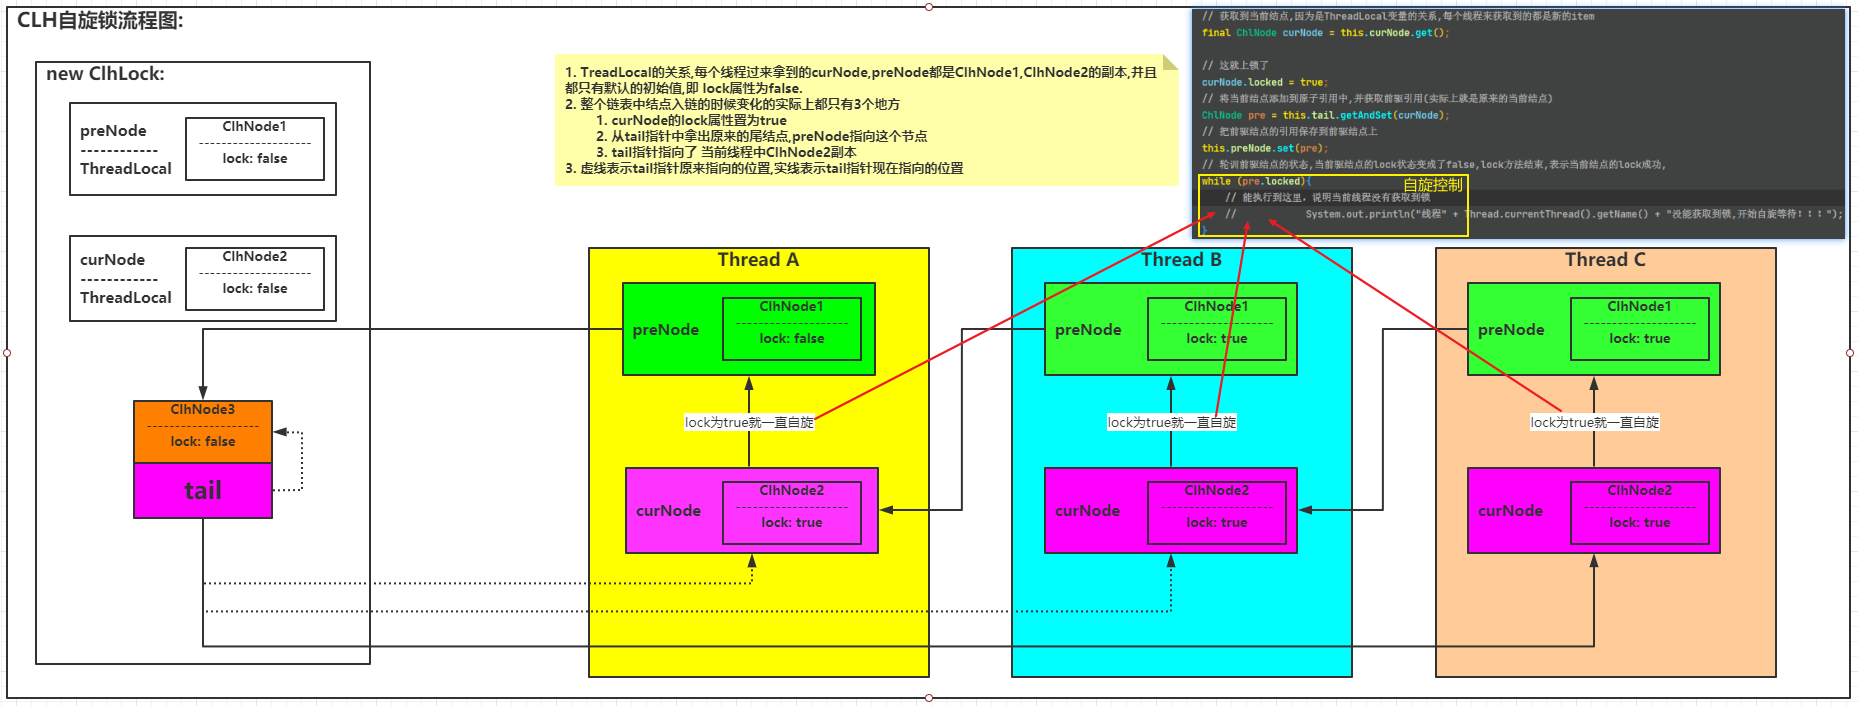 CLH自旋锁流程图:
new ClhLock:
preNode
------------
ThreadLocal
ClhNode1
lock: false
curNode
------------
ThreadLocal
ClhNode2
lock: false
ClhNode3
lock: false
tail
1. TreadLocal的关系,每个线程过来拿到的curNode,preNode都是ClhNode1,ClhNode2的副本,并且
都只有默认的初始值,即 lock属性为false.
2. 整个链表中结点入链的时候变化的实际上都只有3个地方
1. curNode的lock属性置为true
2. 从tail指针中拿出原来的尾结点,preNode指向这个节点
3. tail指针指向了 当前线程中ClhNode2副本
3. 虚线表示tail指针原来指向的位置,实线表示tail指针现在指向的位置
// 获取到当前结点,因为是ThreadLocal变量的关系,每个线程来获取到的都是新的item
final ChlNode curNode = this.curNode.get();
// 这就上锁了
curNode.locked = true;
// 将当前结点添加到原子引用中,并获取前驱引用(实际上就是原来的当前结点)
ChlNode pre = this.tail.getAndSet(curNode);
// 把前驱结点的引用保存到前驱结点上
this.preNode.set(pre);
// 轮训前驱结点的状态,当前驱结点的lock状态变成了false,lock方法结束,表示当前结点的lock成功,
while (pre.locked){
自旋控制
// 能执行到这里，说明当前线程没有获取到锁
// System.out.println("线程" + Thread.currentThread().getName() + "没能获取到锁,开始自旋等待！！！");
}
Thread A
preNode
ClhNode1
lock: false
lock为true就一直自旋
curNode
ClhNode2
lock: true
Thread B
preNode
ClhNode1
lock: true
lock为true就一直自旋
curNode
ClhNode2
lock: true
Thread C
preNode
ClhNode1
lock: true
lock为true就一直自旋
curNode
ClhNode2
lock: true